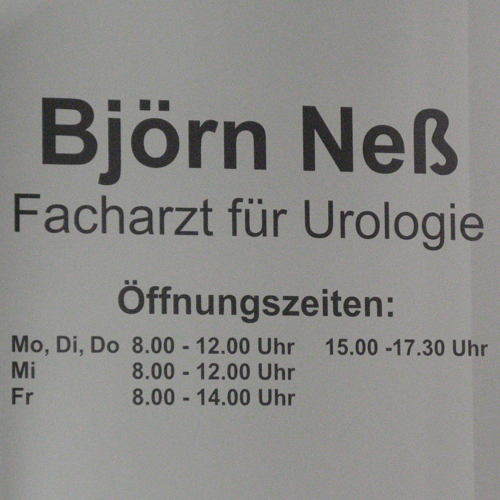 Björn Neß
Facharzt für Urologie
Öffnungszeiten:
Mo, Di, Do 8.00 - 12.00 Uhr 15.00 -17.30 Uhr
Mi 8.00 - 12.00 Uhr
Fr 8.00 - 14.00 Uhr